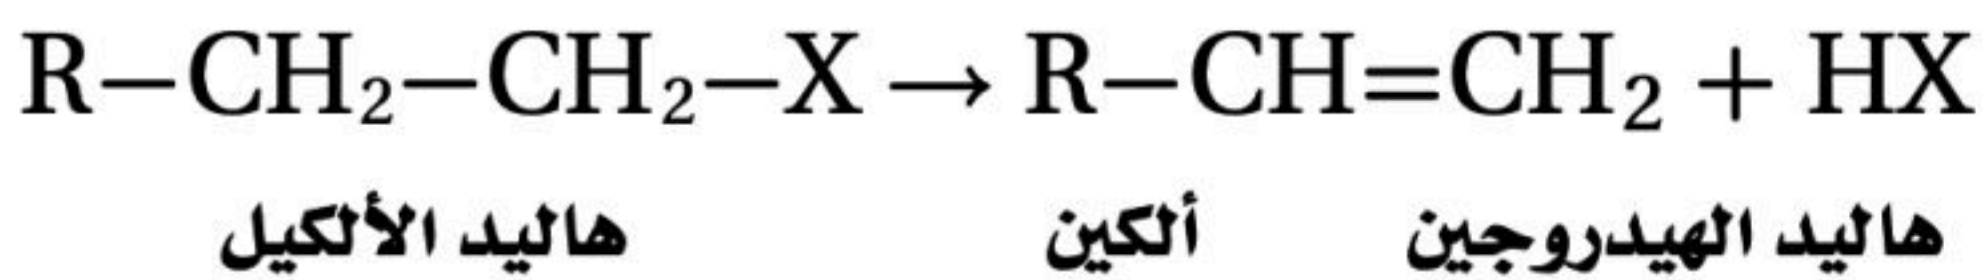 R–CH₂–CH₂–X → R–CH=CH₂ + HX
هاليد الألكيل ألكين هاليد الهيدروجين